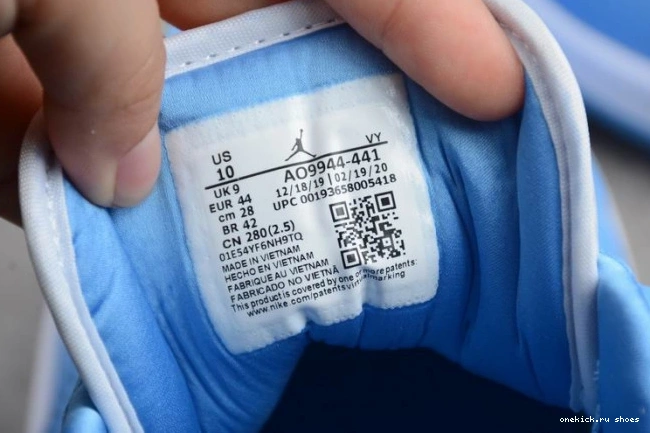 US
10
VY
AO9944-441
UK 9
12/18/19 | 02/19/20
EUR 44
UPC 00193658005418
cm 28
BR 42
CN 280(2.5)
01E54YF6NH9TQ
MADE IN VIETNAM
HECHO EN VIETNAM
FABRIQUE AU VIETNAM
FABRICADO NO VIETNÃ
This product is covered by one or more patents:
www.nike.com/patentsvirtualmarking
onekick.ru shoes